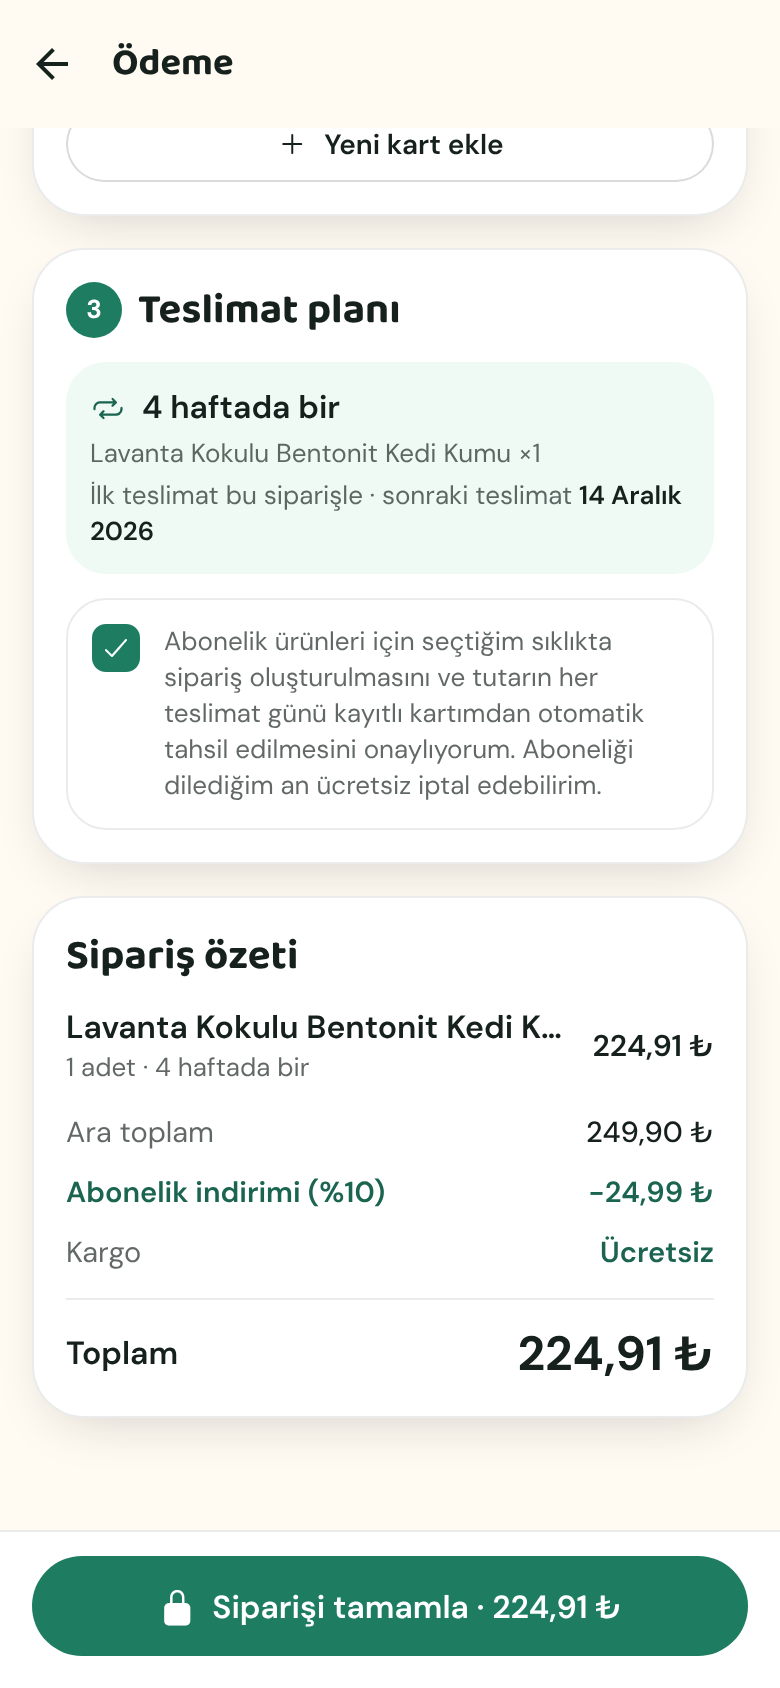 Ödeme
+ Yeni kart ekle
3 Teslimat planı
4 haftada bir
Lavanta Kokulu Bentonit Kedi Kumu ×1
İlk teslimat bu siparişle · sonraki teslimat 14 Aralık
2026
Abonelik ürünleri için seçtiğim sıklıkta
sipariş oluşturulmasını ve tutarın her
teslimat günü kayıtlı kartımdan otomatik
tahsil edilmesini onaylıyorum. Aboneliği
dilediğim an ücretsiz iptal edebilirim.
Sipariş özeti
Lavanta Kokulu Bentonit Kedi K... 224,91 ₺
1 adet · 4 haftada bir
Ara toplam 249,90 ₺
Abonelik indirimi (%10) −24,99 ₺
Kargo Ücretsiz
Toplam 224,91 ₺
Siparişi tamamla · 224,91 ₺